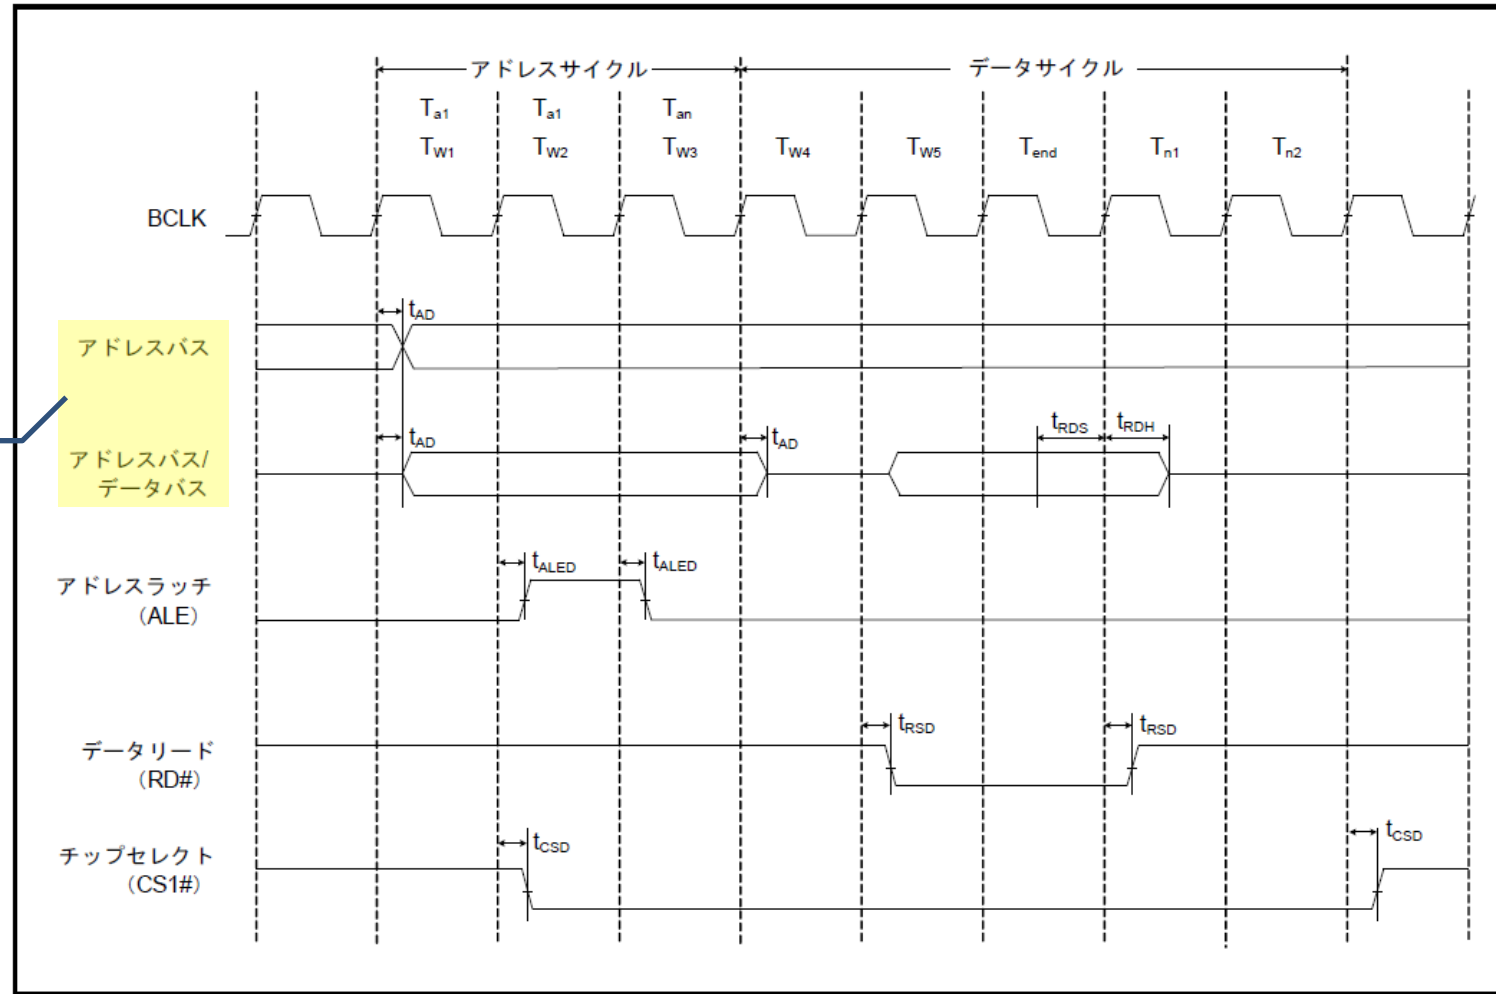 アドレスサイクル データサイクル
Ta1 Ta1 Tan
TW1 TW2 TW3 TW4 TW5 Tend Tn1 Tn2
BCLK
tAD
アドレスバス
tAD tAD tRDS tRDH
アドレスバス/
データバス
tALED tALED
アドレスラッチ
（ALE）
tRSD tRSD
データリード
（RD#）
tCSD tCSD
チップセレクト
（CS1#）